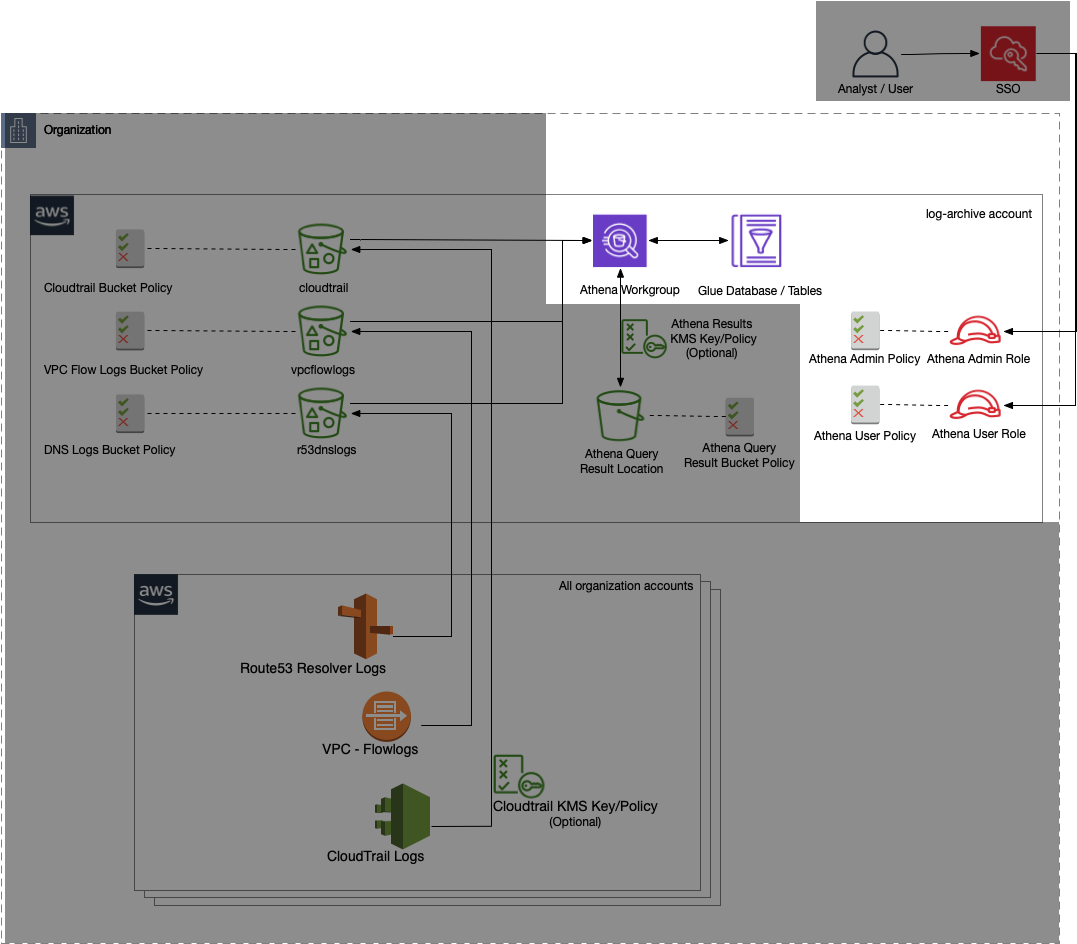 Analyst / User
SSO
Organization
aws
log-archive account
Cloudtrail Bucket Policy
cloudtrail
Athena Workgroup
Glue Database / Tables
VPC Flow Logs Bucket Policy
vpcflowlogs
Athena Results
KMS Key/Policy
(Optional)
Athena Admin Policy
Athena Admin Role
DNS Logs Bucket Policy
r53dnslogs
Athena Query
Result Location
Athena Query
Result Bucket Policy
Athena User Policy
Athena User Role
aws
All organization accounts
Route53 Resolver Logs
VPC - Flowlogs
Cloudtrail KMS Key/Policy
(Optional)
CloudTrail Logs